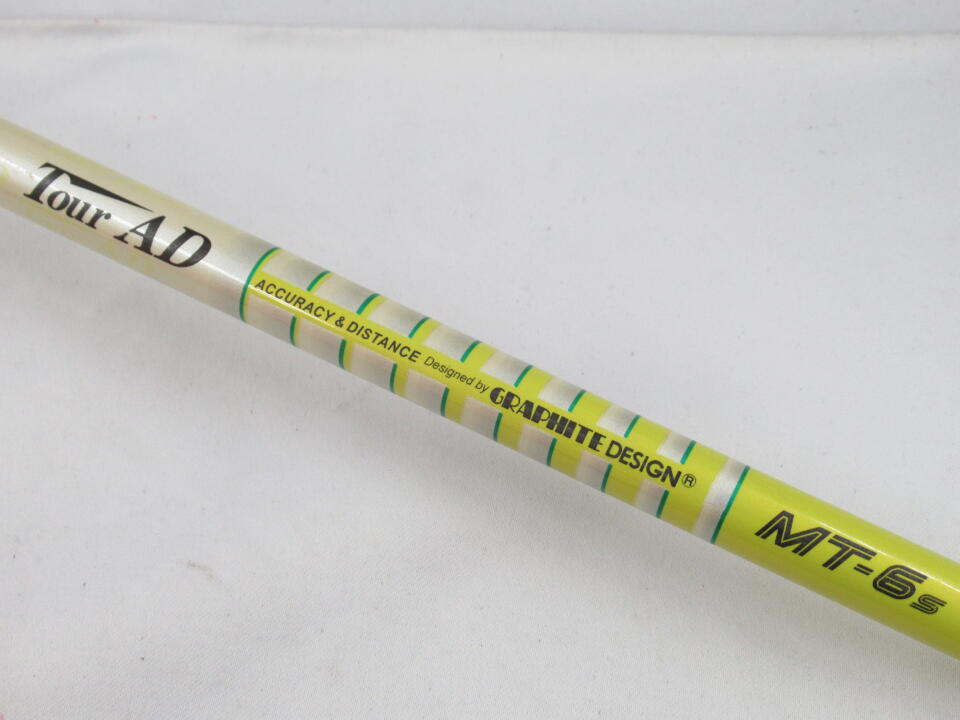 Tour AD
ACCURACY & DISTANCE Designed by GRAPHITE DESIGN®
MT-6s